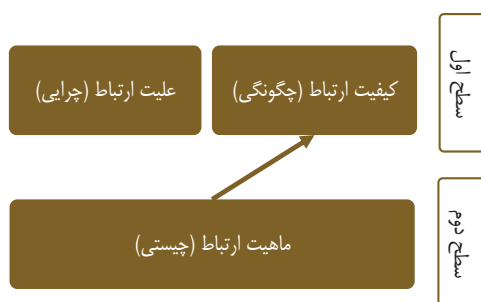 سطح اول
کیفیت ارتباط (چگونگی)
علیت ارتباط (چرایی)
سطح دوم
ماهیت ارتباط (چیستی)